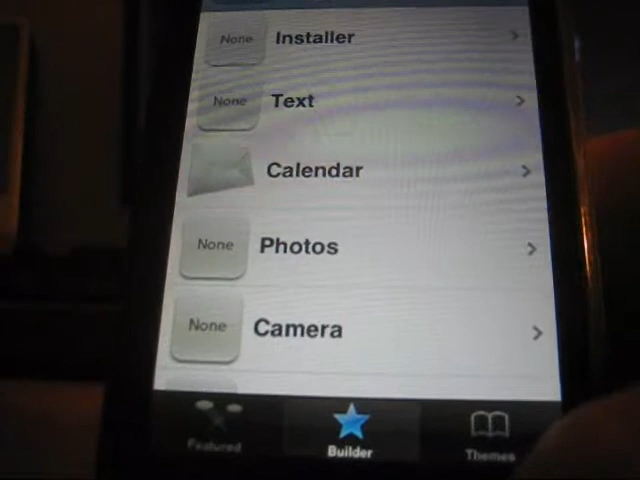 None Installer
None Text
Calendar
None Photos
None Camera
Featured Builder Themes